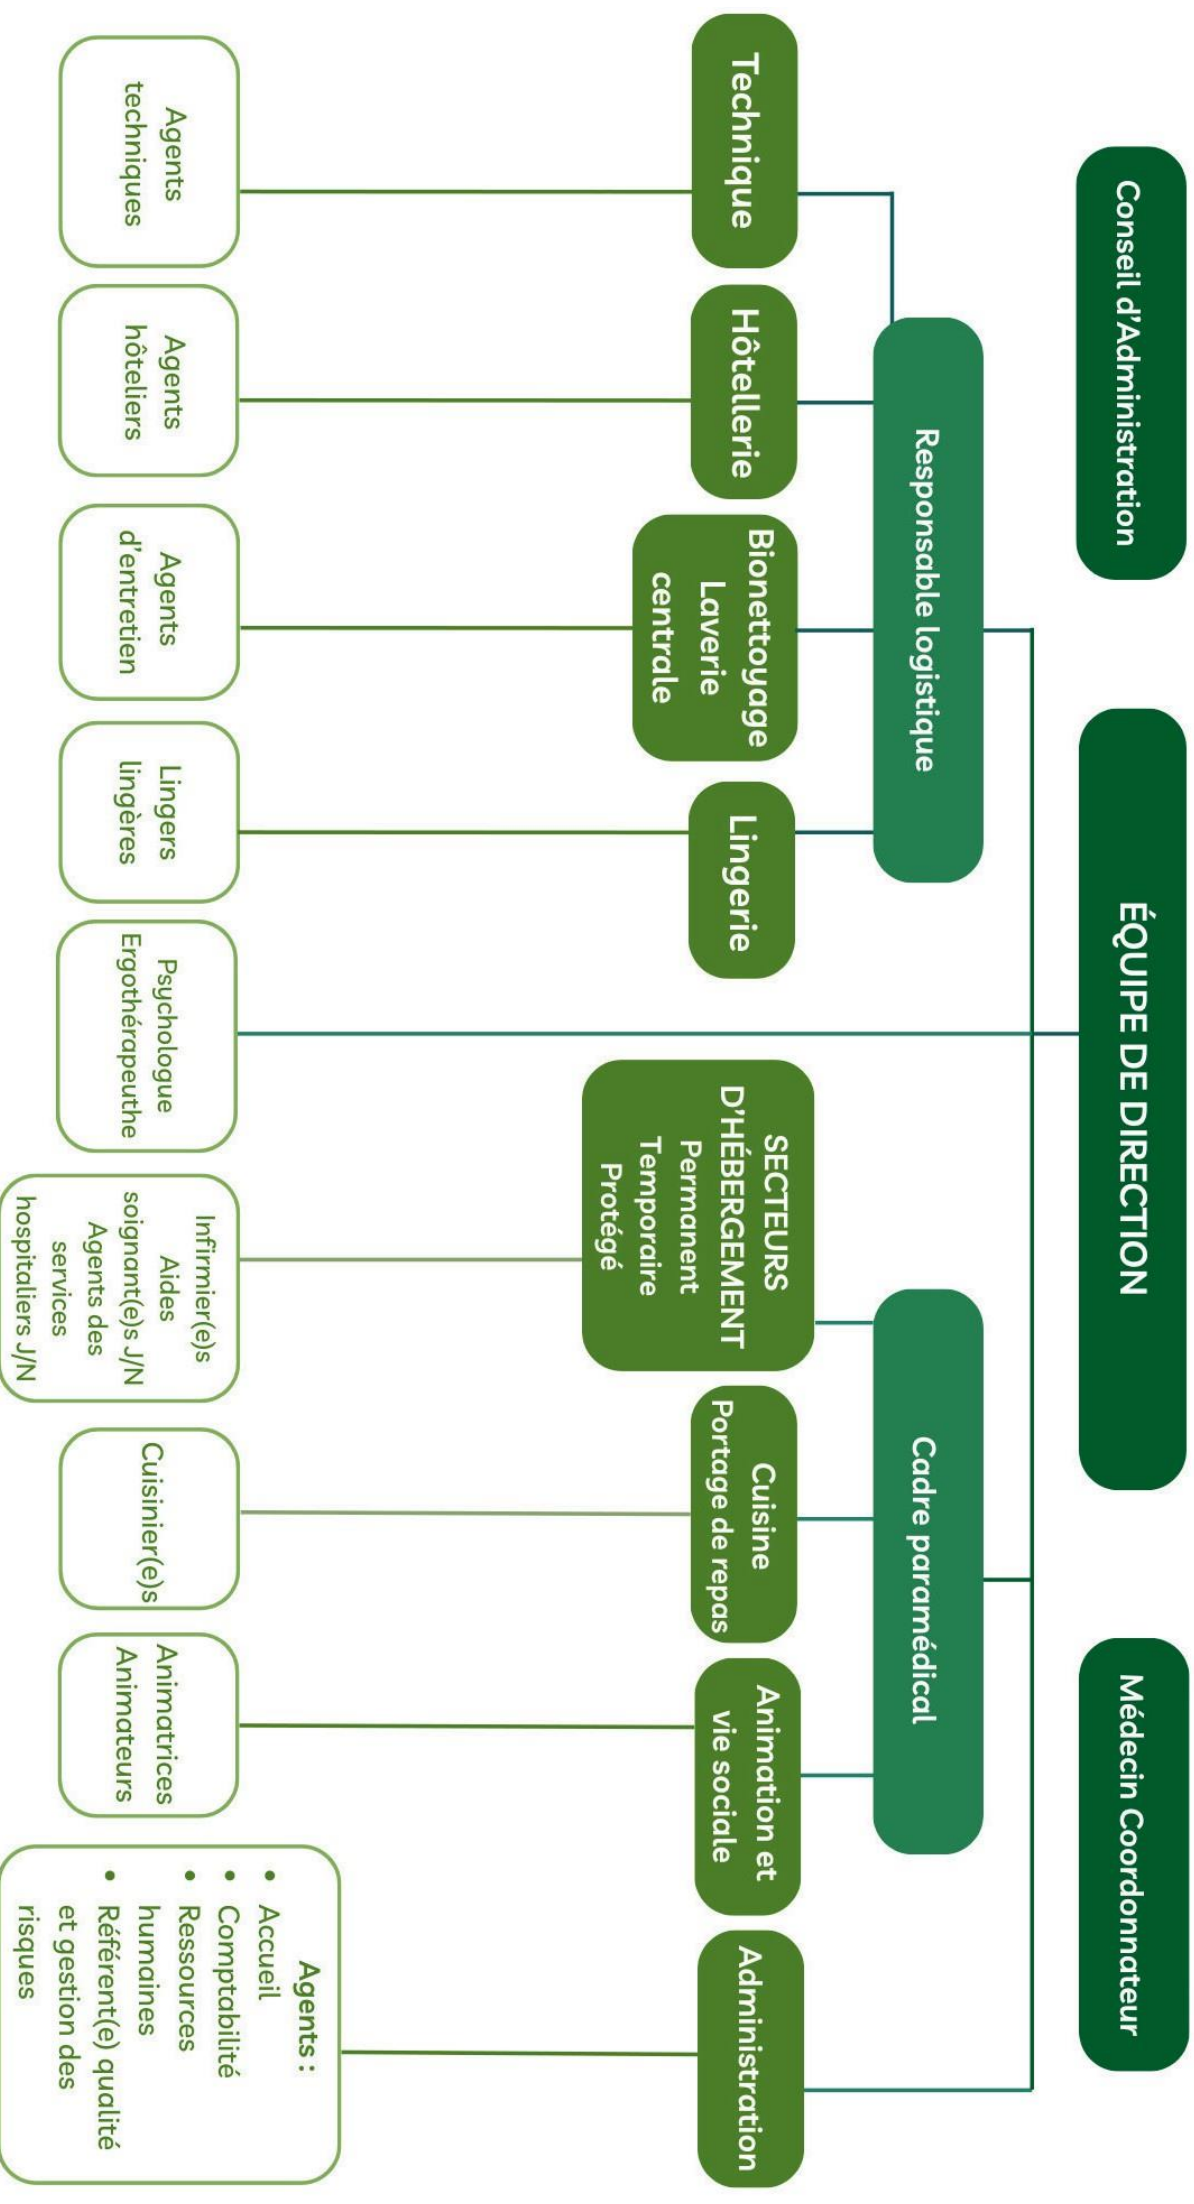 Conseil d'Administration
ÉQUIPE DE DIRECTION
Médecin Coordonnateur
Responsable logistique
Cadre paramédical
Technique
Hôtellerie
Bionettoyage
Laverie
centrale
Lingerie
SECTEURS
D'HÉBERGEMENT
Permanent
Temporaire
Protégé
Cuisine
Portage de repas
Animation et
vie sociale
Administration
Agents
techniques
Agents
hôteliers
Agents
d'entretien
Lingers
lingères
Psychologue
Ergothérapeuthe
Infirmier(e)s
Aides
soignant(e)s J/N
Agents des
services
hospitaliers J/N
Cuisinier(e)s
Animatrices
Animateurs
Agents :
• Accueil
• Comptabilité
• Ressources
humaines
• Référent(e) qualité
et gestion des
risques